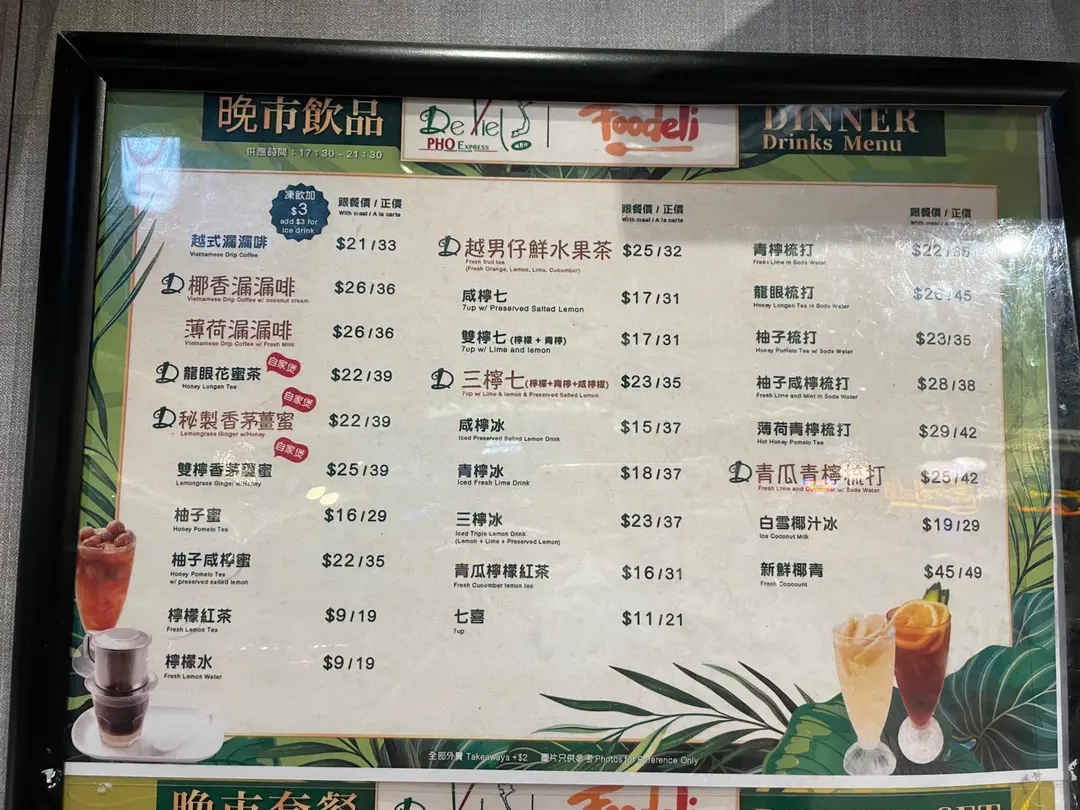 晚市飲品
供應時間：17:30 - 21:30
De Viet
PHO EXPRESS
Foodeli
DINNER
Drinks Menu
凍飲加
$3
add $3 for
ice drink
跟餐價 / 正價
With meal / A la carte
越式漏漏啡 $21/33
Vietnamese Drip Coffee
椰香漏漏啡 $26/36
Vietnamese Drip Coffee w/ coconut cream
薄荷漏漏啡 $26/36
Vietnamese Drip Coffee w/ Fresh Mint
龍眼花蜜茶 自家煲 $22/39
Honey Longan Tea
秘製香茅薑蜜 自家煲 $22/39
Lemongrass Ginger w/Honey
雙檸香茅薑蜜 自家煲 $25/39
Lemongrass Ginger w/Honey
柚子蜜 $16/29
Honey Pomelo Tea
柚子咸檸蜜 $22/35
Honey Pomelo Tea
w/ preserved salted lemon
檸檬紅茶 $9/19
Fresh Lemon Tea
檸檬水 $9/19
Fresh Lemon Water
跟餐價 / 正價
With meal / A la carte
越男仔鮮水果茶 $25/32
Fresh fruit tea
(Fresh Orange, Lemon, Lime, Cucumber)
咸檸七 $17/31
7up w/ Preserved Salted Lemon
雙檸七 (檸檬 + 青檸) $17/31
7up w/ Lime and lemon
三檸七 (檸檬+青檸+咸檸檬) $23/35
7up w/ Lime & lemon & Preserved Salted Lemon
咸檸冰 $15/37
Iced Preserved Salted Lemon Drink
青檸冰 $18/37
Iced Fresh Lime Drink
三檸冰 $23/37
Iced Triple Lemon Drink
(Lemon + Lime + Preserved Lemon)
青瓜檸檬紅茶 $16/31
Fresh Cucumber lemon tea
七喜 $11/21
7up
跟餐價 / 正價
With meal / A la carte
青檸梳打 $22/
Fresh Lime in Soda Water
龍眼梳打 $26/45
Honey Longan Tea in Soda Water
柚子梳打 $23/35
Honey Pomelo Tea w/ Soda Water
柚子咸檸梳打 $28/38
Fresh Lime and Mint in Soda Water
薄荷青檸梳打 $29/42
Hot Honey Pomelo Tea
青瓜青檸梳打 $25/42
Fresh Lime and Cucumber w/ Soda Water
白雪椰汁冰 $19/29
Ice Coconut Milk
新鮮椰青 $45/49
Fresh Ccocount
全部外賣 Takeaways +$2 圖片只供參考 Photos for Reference Only
晚市套餐
Foodeli